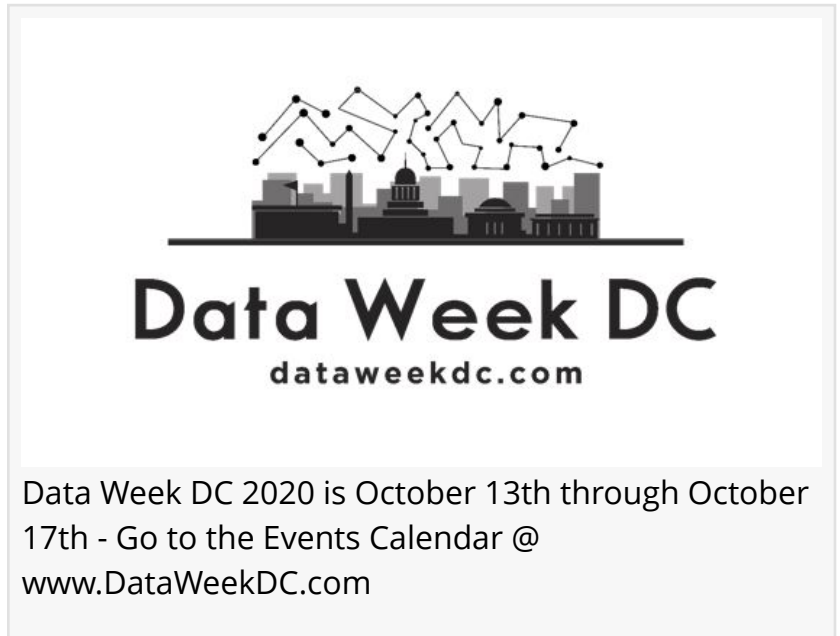 Data Week DC
dataweekdc.com
Data Week DC 2020 is October 13th through October
17th - Go to the Events Calendar @
www.DataWeekDC.com